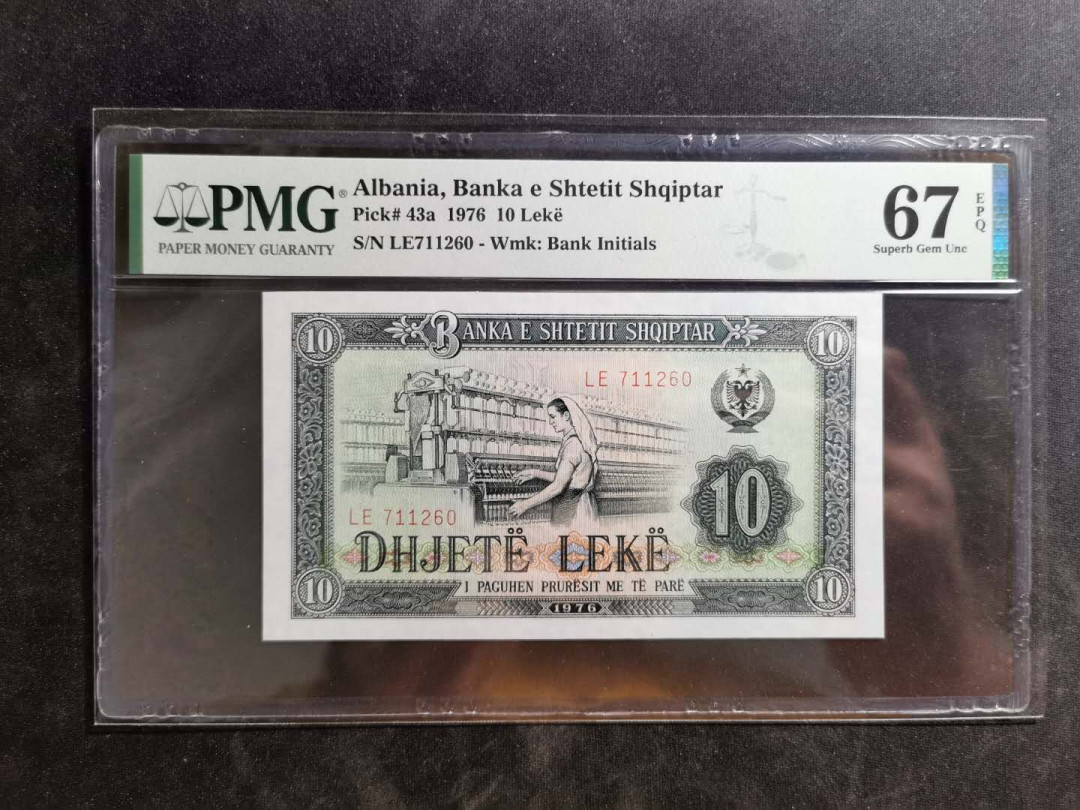 PMG®
PAPER MONEY GUARANTY
Albania, Banka e Shtetit Shqiptar
Pick# 43a 1976 10 Lekë
S/N LE711260 - Wmk: Bank Initials
67
EPQ
Superb Gem Unc
10
BANKA E SHTETIT SHQIPTAR
10
LE 711260
10
LE 711260
DHJETË LEKË
I PAGUHEN PRURËSIT ME TË PARË
10
1976
10